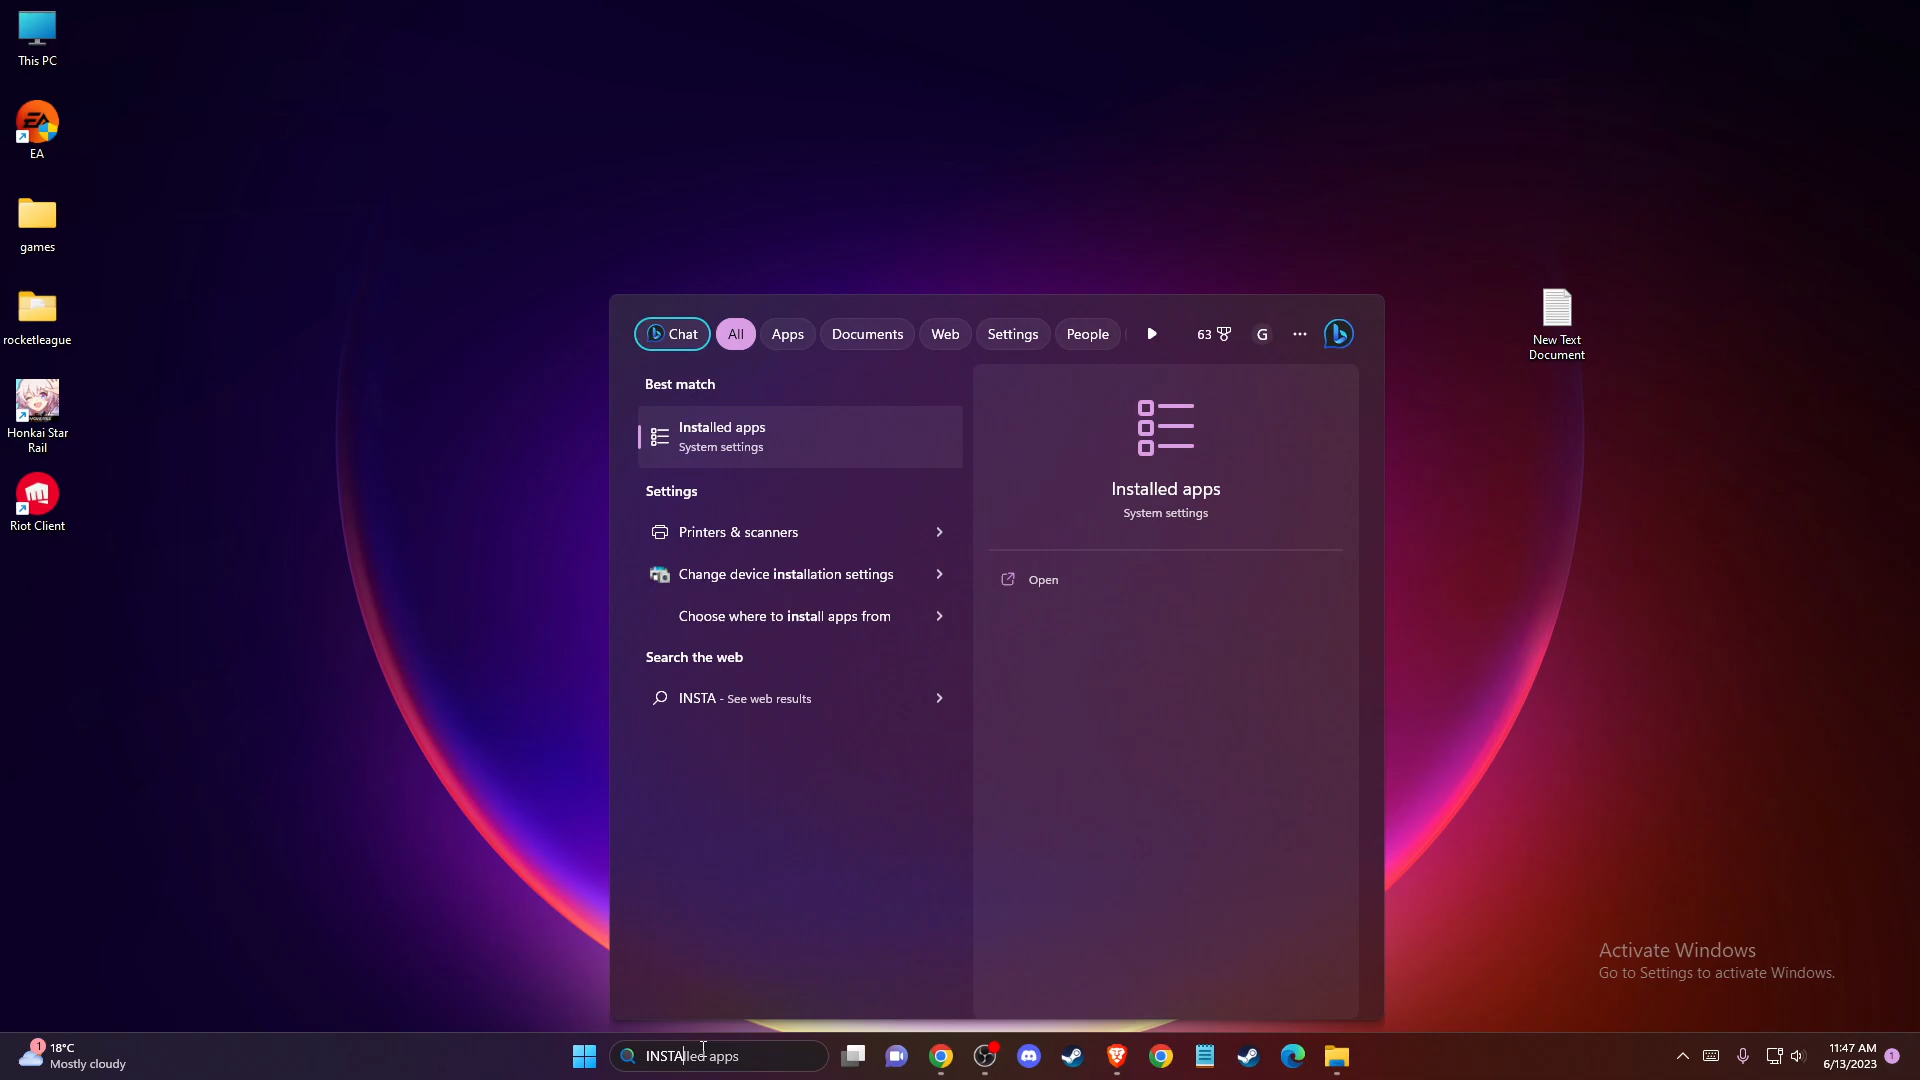 This PC
EA
EA
games
rocketleague
Honkai Star
Rail
Riot Client
New Text
Document
Chat
All
Apps
Documents
Web
Settings
People
63
G
Best match
Installed apps
System settings
Settings
Printers & scanners
Change device installation settings
Choose where to install apps from
Search the web
INSTA - See web results
Installed apps
System settings
Open
Activate Windows
Go to Settings to activate Windows.
1
18°C
Mostly cloudy
INSTAlled apps
11:47 AM
6/13/2023
1